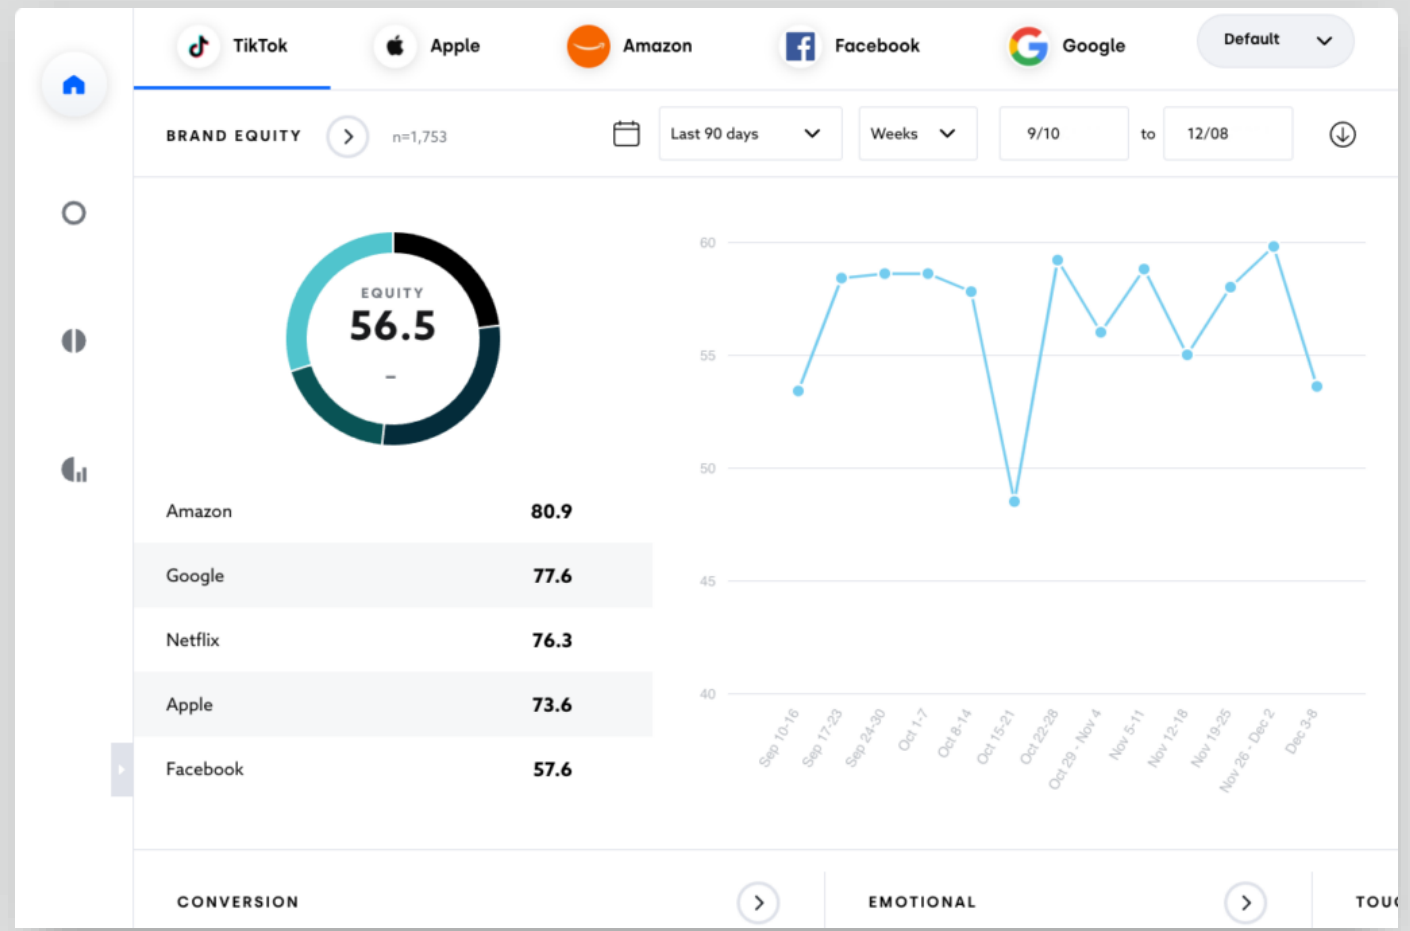 TikTok
Apple
Amazon
Facebook
Google
Default
BRAND EQUITY
n=1,753
Last 90 days
Weeks
9/10
to
12/08
EQUITY
56.5
–
Amazon 80.9
Google 77.6
Netflix 76.3
Apple 73.6
Facebook 57.6
60
55
50
45
40
Sep 10-16
Sep 17-23
Sep 24-30
Oct 1-7
Oct 8-14
Oct 15-21
Oct 22-28
Oct 29 - Nov 4
Nov 5-11
Nov 12-18
Nov 19-25
Nov 26 - Dec 2
Dec 3-8
CONVERSION
EMOTIONAL